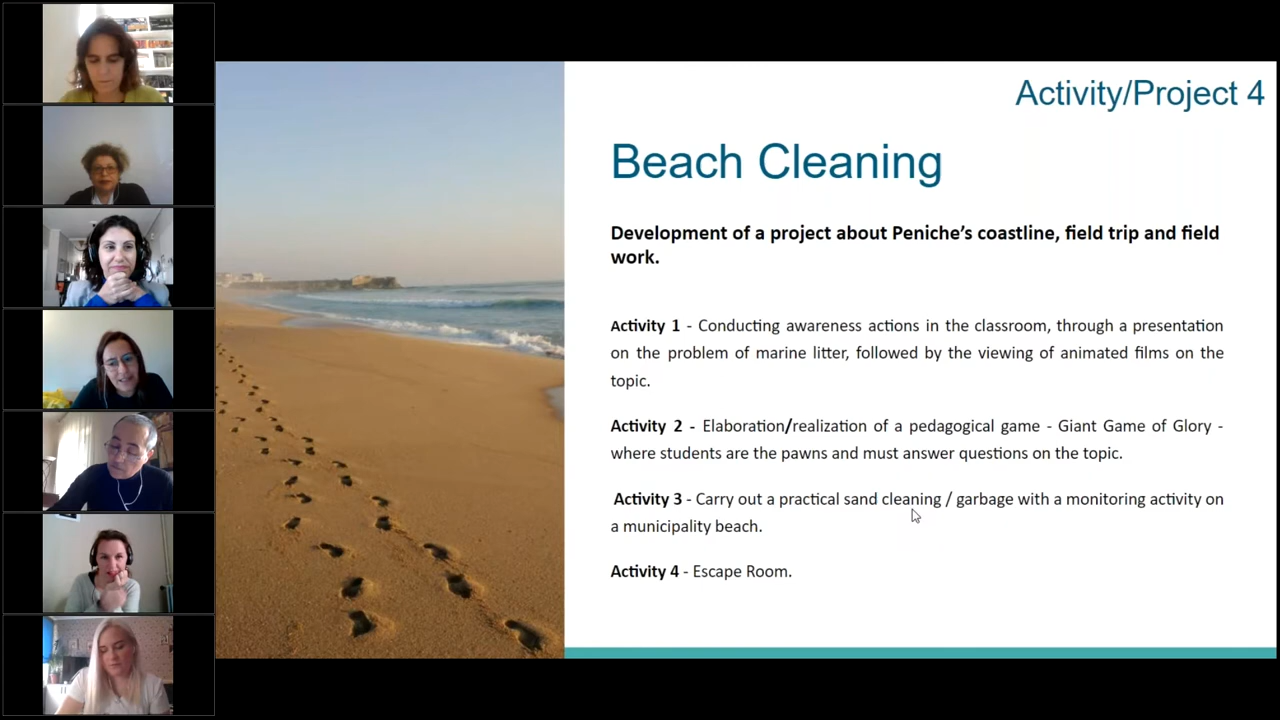 Activity/Project 4
Beach Cleaning
Development of a project about Peniche's coastline, field trip and field
work.
Activity 1 - Conducting awareness actions in the classroom, through a presentation
on the problem of marine litter, followed by the viewing of animated films on the
topic.
Activity 2 - Elaboration/realization of a pedagogical game - Giant Game of Glory -
where students are the pawns and must answer questions on the topic.
Activity 3 - Carry out a practical sand cleaning / garbage with a monitoring activity on
a municipality beach.
Activity 4 - Escape Room.